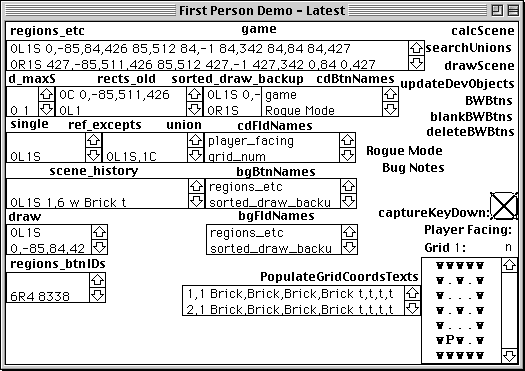 First Person Demo - Latest
regions_etc game calcScene
0L1S 0,-85,84,426 85,512 84,-1 84,342 84,84 84,427
0R1S 427,-85,511,426 85,512 427,-1 427,342 0,84 0,427
searchUnions
drawScene
d_maxS rects_old sorted_draw_backup cdBtnNames
updateDevObjects
0 1
0C 0,-85,511,426
0L1
0L1S 0,-
0R1S
game
Rogue Mode
BWBtns
blankBWBtns
deleteBWBtns
single ref_excepts union cdFldNames
0L1S
0L1S,1C
player_facing
grid_num
Rogue Mode
Bug Notes
scene_history bgBtnNames
0L1S 1,6 w Brick t
regions_etc
sorted_draw_backu
captureKeyDown:
draw bgFldNames
0L1S
0,-85,84,42
regions_etc
sorted_draw_backu
Player Facing:
Grid 1: n
regions_btnIDs
6R4 8338
PopulateGridCoordsTexts
1,1 Brick,Brick,Brick,Brick t,t,t,t
2,1 Brick,Brick,Brick,Brick t,t,t,t
WWWWW
W.W.W
W...W
W.W.W
W...W
WPW.W
WWWWW